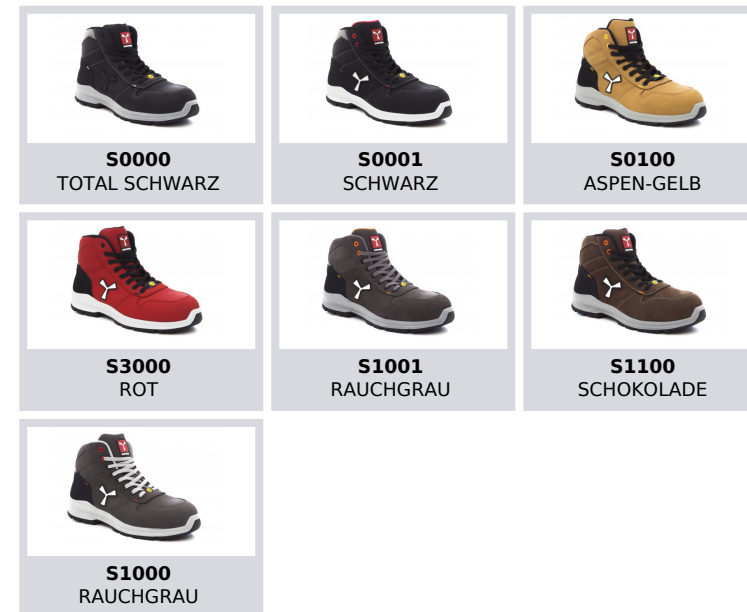 S0000
TOTAL SCHWARZ
S0001
SCHWARZ
S0100
ASPEN-GELB
S3000
ROT
S1001
RAUCHGRAU
S1100
SCHOKOLADE
S1000
RAUCHGRAU